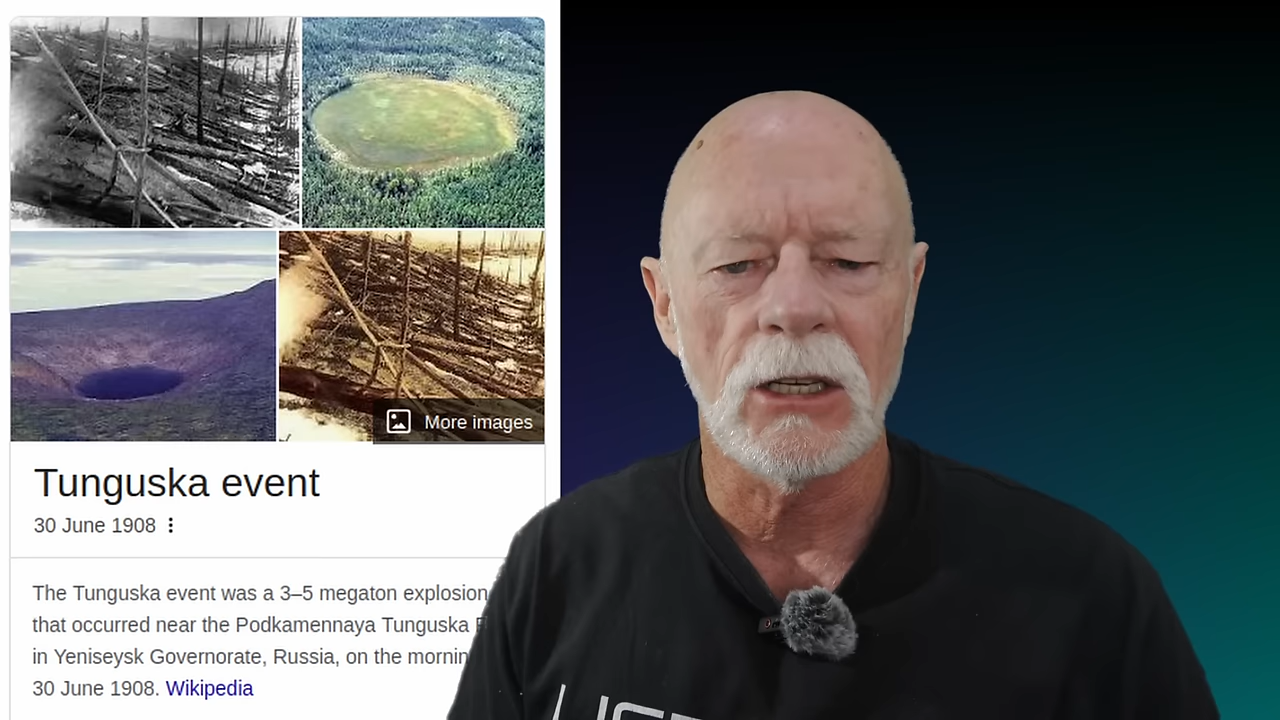 More images
Tunguska event
30 June 1908
The Tunguska event was a 3–5 megaton explosion
that occurred near the Podkamennaya Tunguska
in Yeniseysk Governorate, Russia, on the
30 June 1908. Wikipedia